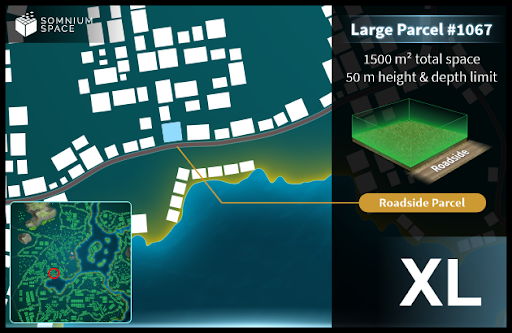 SOMNIUM
SPACE
Large Parcel #1067
1500 m² total space
50 m height & depth limit
Roadside
Roadside Parcel
XL